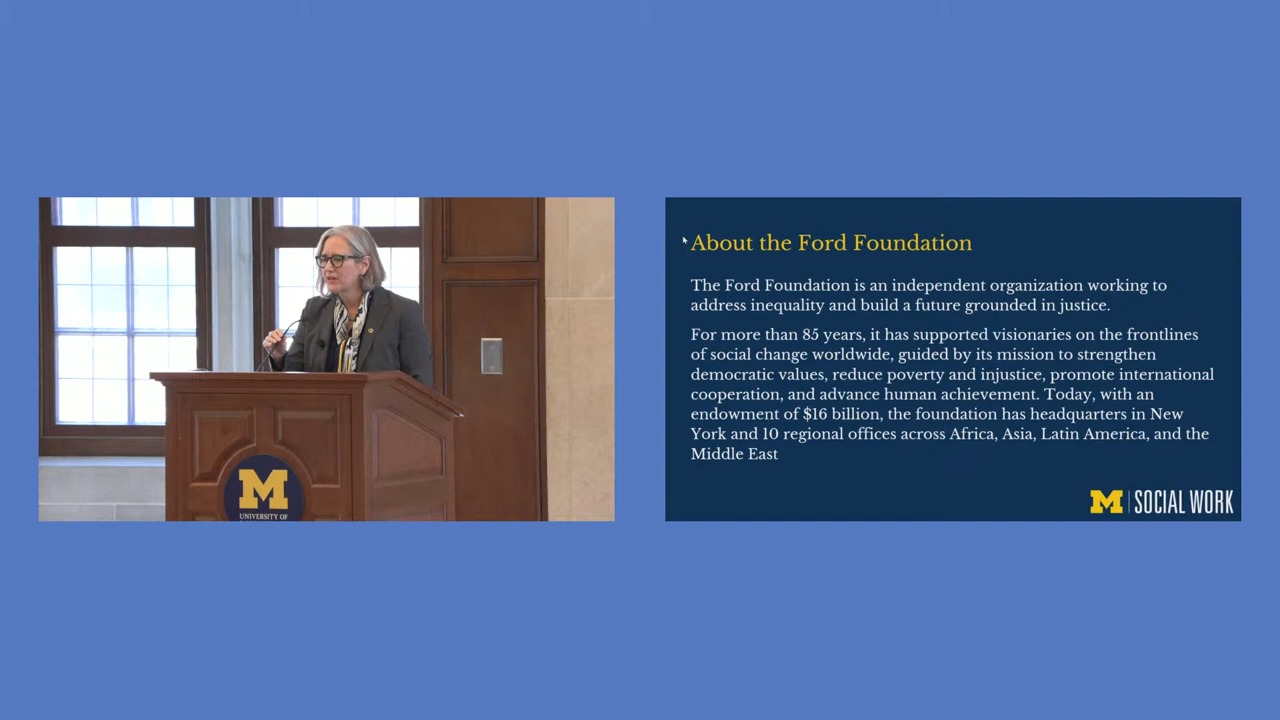 M
UNIVERSITY OF
About the Ford Foundation
The Ford Foundation is an independent organization working to
address inequality and build a future grounded in justice.
For more than 85 years, it has supported visionaries on the frontlines
of social change worldwide, guided by its mission to strengthen
democratic values, reduce poverty and injustice, promote international
cooperation, and advance human achievement. Today, with an
endowment of $16 billion, the foundation has headquarters in New
York and 10 regional offices across Africa, Asia, Latin America, and the
Middle East
M SOCIAL WORK